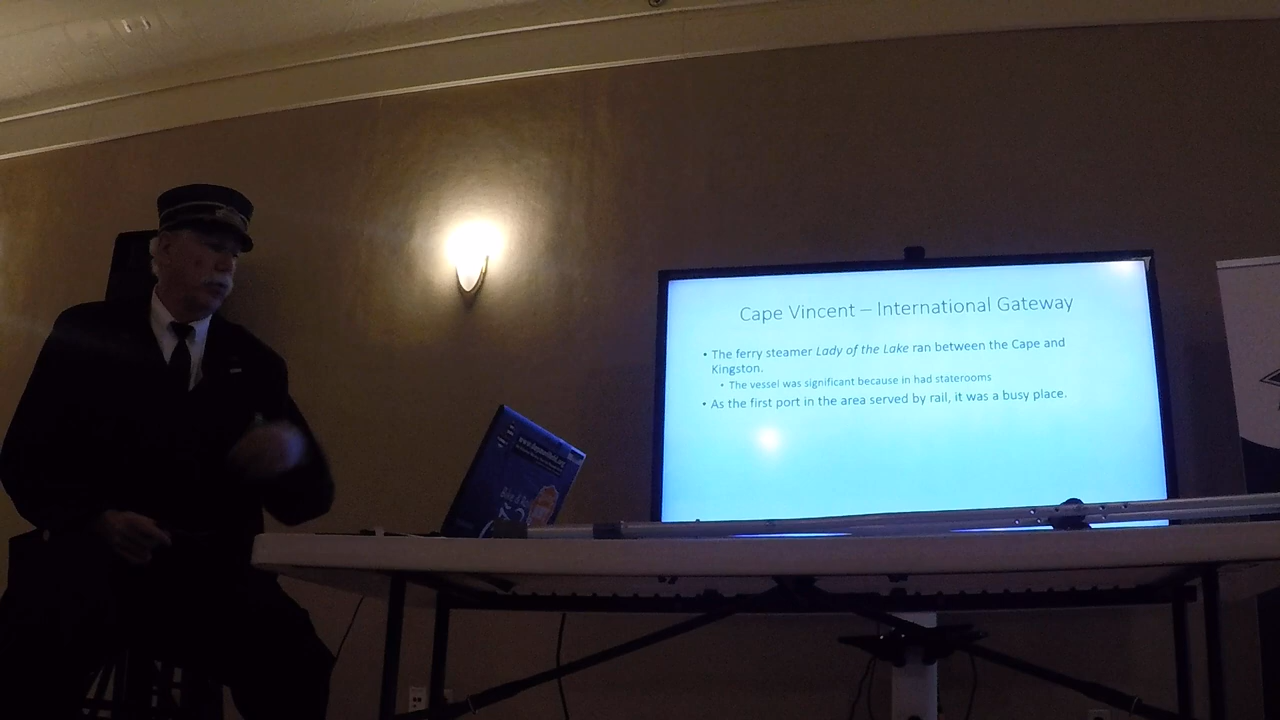 Cape Vincent – International Gateway
• The ferry steamer Lady of the Lake ran between the Cape and
Kingston.
• The vessel was significant because in had staterooms
• As the first port in the area served by rail, it was a busy place.